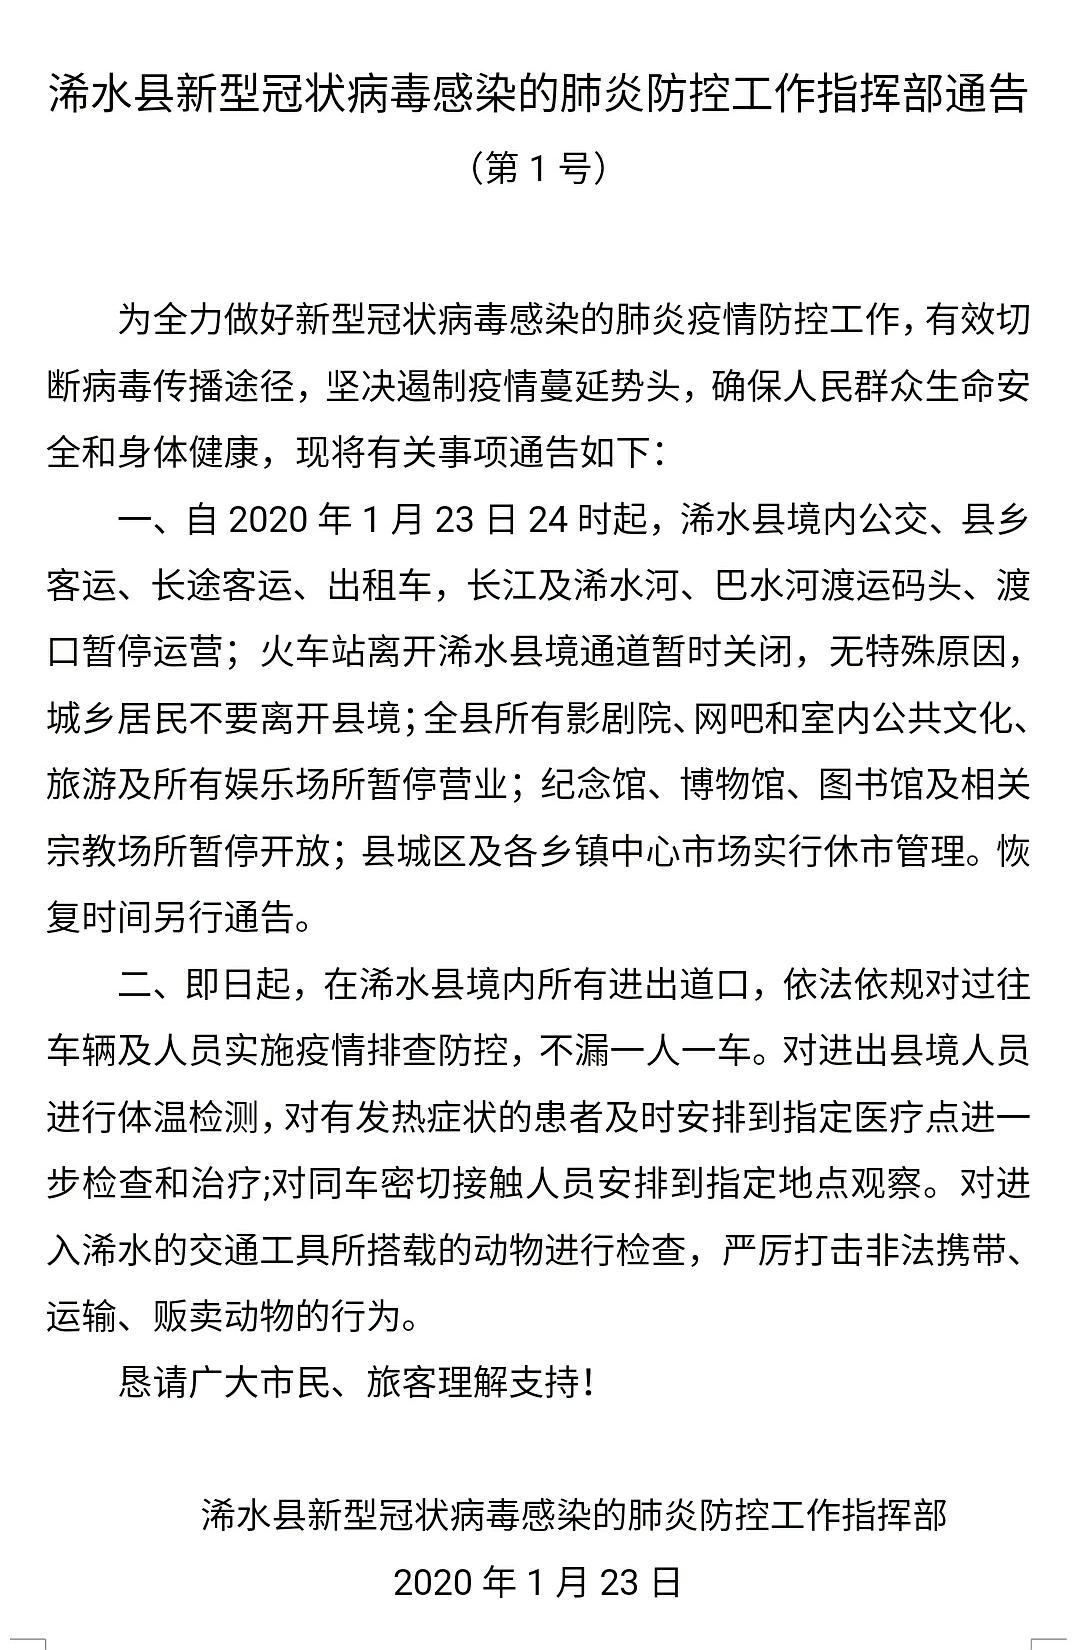 浠水县新型冠状病毒感染的肺炎防控工作指挥部通告
（第 1 号）
为全力做好新型冠状病毒感染的肺炎疫情防控工作，有效切
断病毒传播途径，坚决遏制疫情蔓延势头，确保人民群众生命安
全和身体健康，现将有关事项通告如下：
一、自 2020 年 1 月 23 日 24 时起，浠水县境内公交、县乡
客运、长途客运、出租车，长江及浠水河、巴水河渡运码头、渡
口暂停运营；火车站离开浠水县境通道暂时关闭，无特殊原因，
城乡居民不要离开县境；全县所有影剧院、网吧和室内公共文化、
旅游及所有娱乐场所暂停营业；纪念馆、博物馆、图书馆及相关
宗教场所暂停开放；县城区及各乡镇中心市场实行休市管理。恢
复时间另行通告。
二、即日起，在浠水县境内所有进出道口，依法依规对过往
车辆及人员实施疫情排查防控，不漏一人一车。对进出县境人员
进行体温检测，对有发热症状的患者及时安排到指定医疗点进一
步检查和治疗;对同车密切接触人员安排到指定地点观察。对进
入浠水的交通工具所搭载的动物进行检查，严厉打击非法携带、
运输、贩卖动物的行为。
恳请广大市民、旅客理解支持！
浠水县新型冠状病毒感染的肺炎防控工作指挥部
2020 年 1 月 23 日